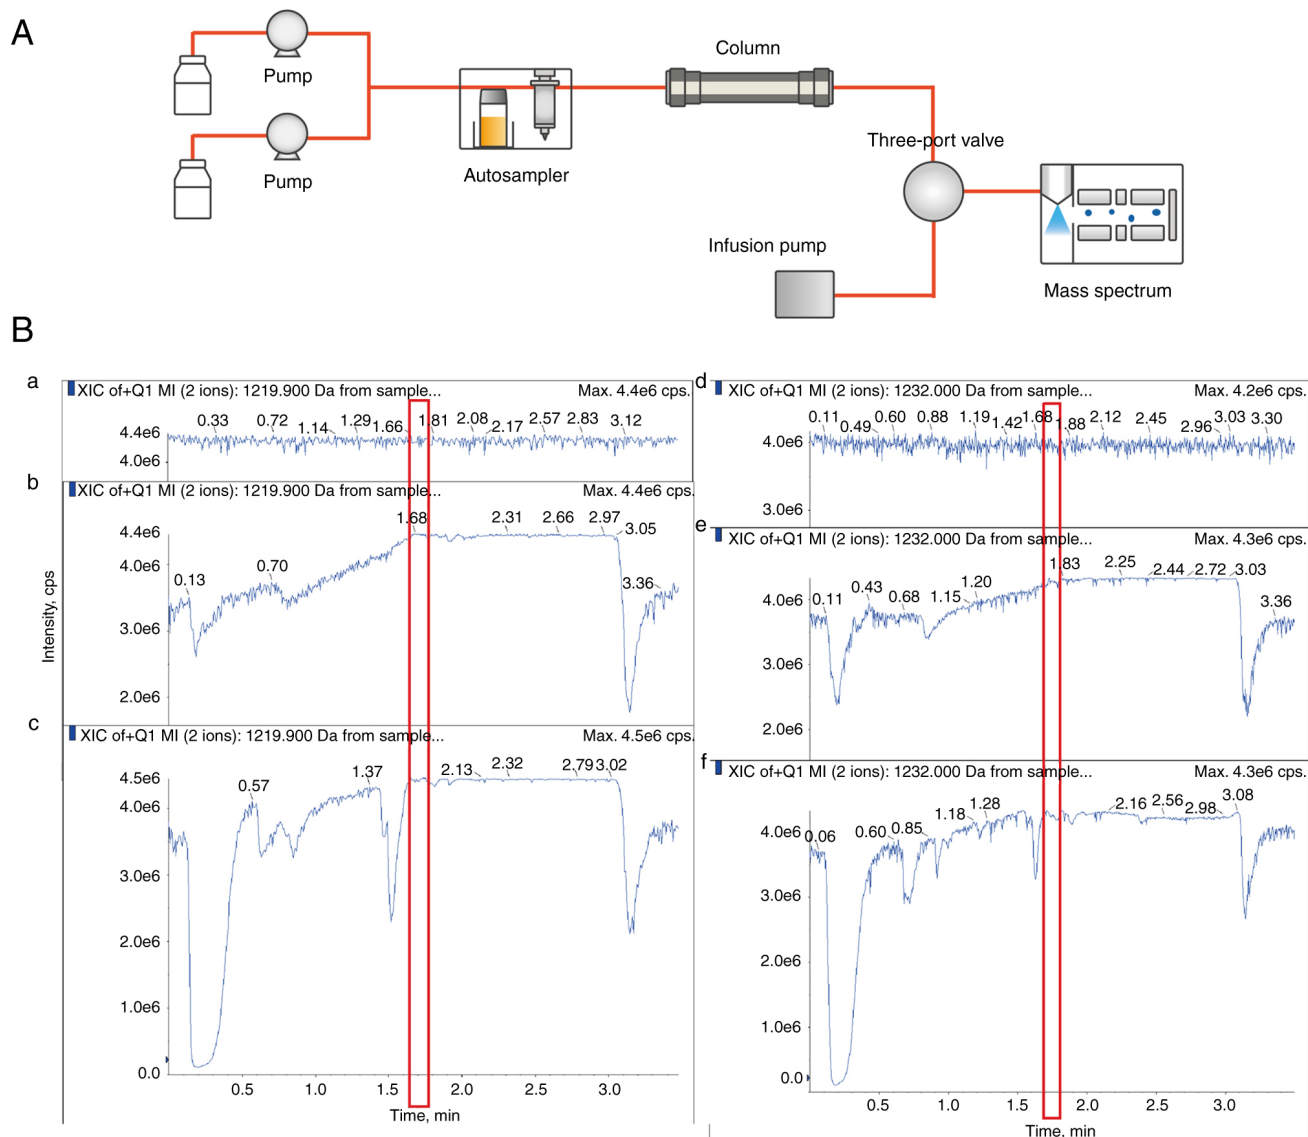 A
Pump
Pump
Autosampler
Column
Three-port valve
Infusion pump
Mass spectrum
B
a
XIC of+Q1 MI (2 ions): 1219.900 Da from sample... Max. 4.4e6 cps.
0.33 0.72 1.14 1.29 1.66 1.81 2.08 2.17 2.57 2.83 3.12
4.4e6
4.0e6
b
XIC of+Q1 MI (2 ions): 1219.900 Da from sample... Max. 4.4e6 cps.
0.13 0.70 1.68 2.31 2.66 2.97 3.05 3.36
4.4e6
4.0e6
3.0e6
2.0e6
Intensity, cps
c
XIC of+Q1 MI (2 ions): 1219.900 Da from sample... Max. 4.5e6 cps.
0.57 1.37 2.13 2.32 2.79 3.02
4.5e6
4.0e6
3.0e6
2.0e6
1.0e6
0.0
0.5 1.0 1.5 2.0 2.5 3.0
Time, min
d
XIC of+Q1 MI (2 ions): 1232.000 Da from sample... Max. 4.2e6 cps.
0.11 0.49 0.60 0.88 1.19 1.42 1.68 1.88 2.12 2.45 2.96 3.03 3.30
4.0e6
3.0e6
e
XIC of+Q1 MI (2 ions): 1232.000 Da from sample... Max. 4.3e6 cps.
0.11 0.43 0.68 1.15 1.20 1.83 2.25 2.44 2.72 3.03 3.36
4.0e6
3.0e6
2.0e6
f
XIC of+Q1 MI (2 ions): 1232.000 Da from sample... Max. 4.3e6 cps.
0.06 0.60 0.85 1.18 1.28 2.16 2.56 2.98 3.08
4.0e6
3.0e6
2.0e6
1.0e6
0.0
0.5 1.0 1.5 2.0 2.5 3.0
Time, min